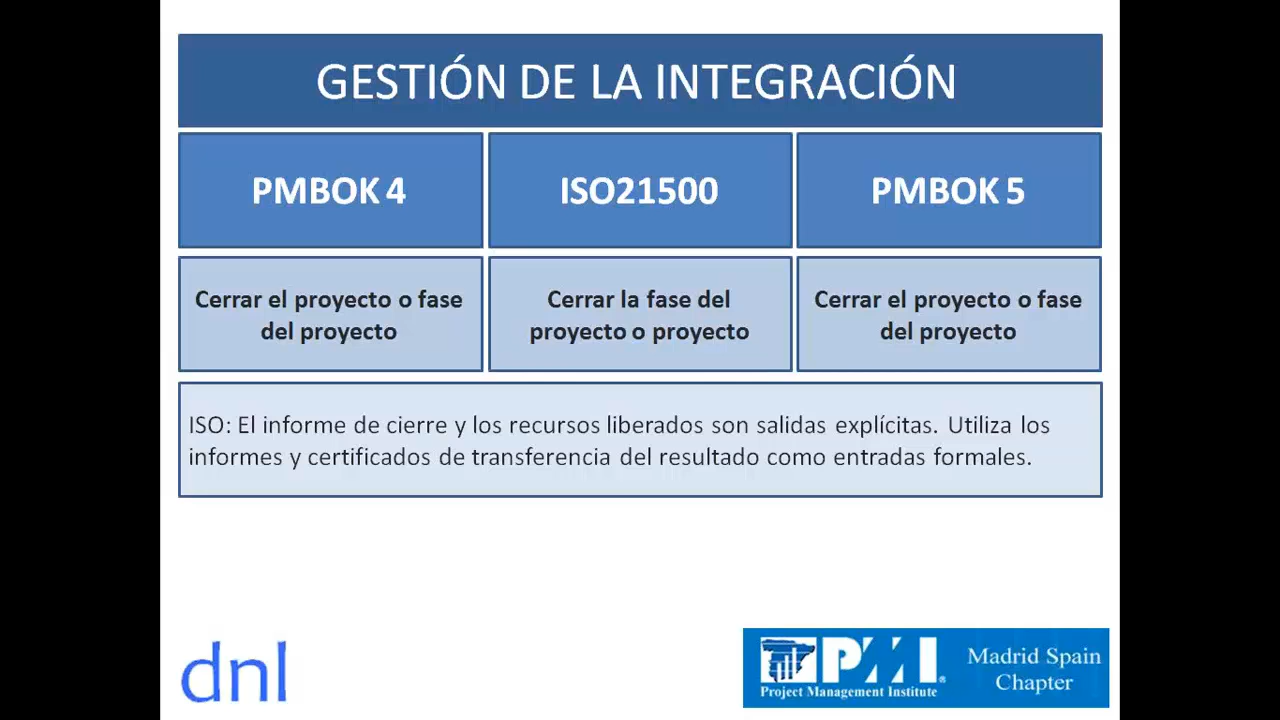 GESTIÓN DE LA INTEGRACIÓN
PMBOK 4
ISO21500
PMBOK 5
Cerrar el proyecto o fase
del proyecto
Cerrar la fase del
proyecto o proyecto
Cerrar el proyecto o fase
del proyecto
ISO: El informe de cierre y los recursos liberados son salidas explícitas. Utiliza los
informes y certificados de transferencia del resultado como entradas formales.
dnl
PMI®
Project Management Institute
Madrid Spain
Chapter